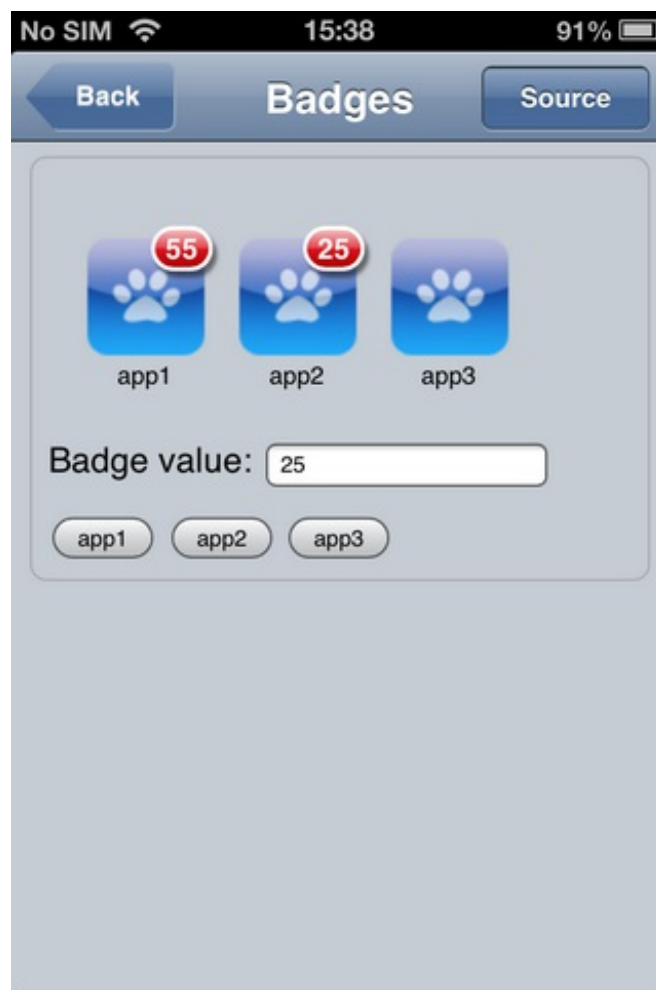 No SIM 15:38 91%
Back Badges Source
55 25
app1 app2 app3
Badge value: 25
app1 app2 app3